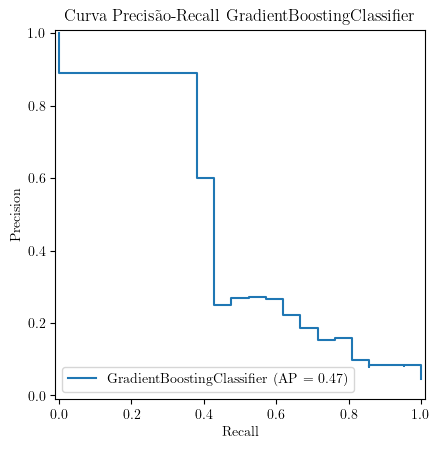 Curva Precisão-Recall GradientBoostingClassifier
1.0
0.8
0.6
0.4
0.2
0.0
Precision
GradientBoostingClassifier (AP = 0.47)
0.0 0.2 0.4 0.6 0.8 1.0
Recall